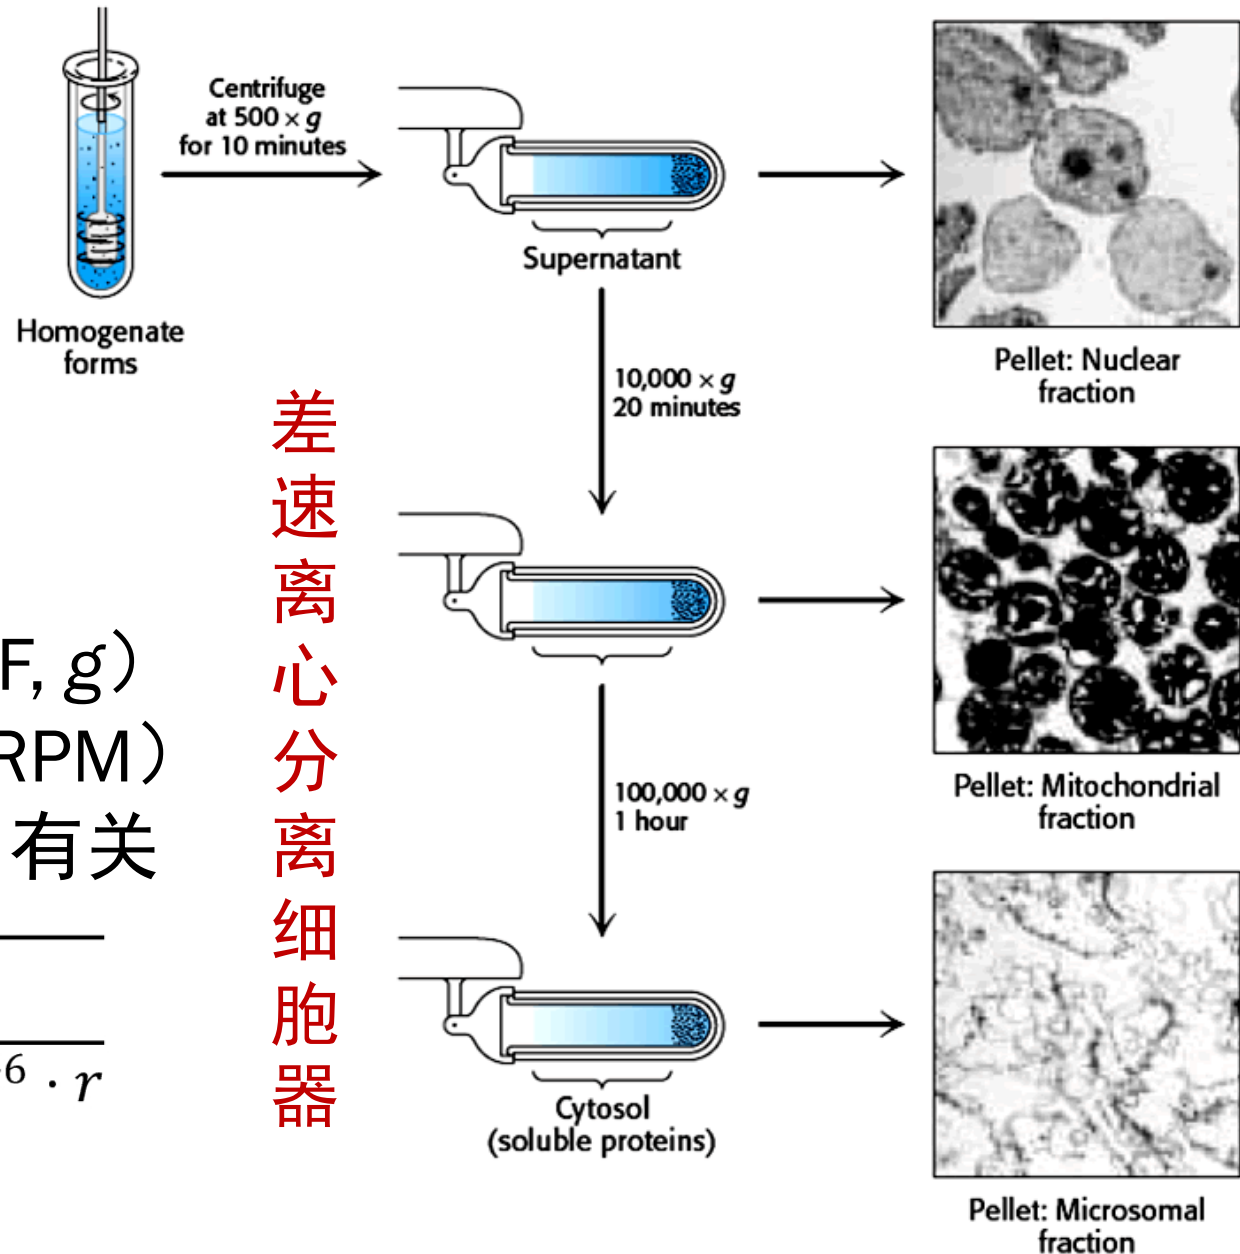 Centrifuge
at 500 × g
for 10 minutes
Homogenate
forms
Supernatant
Pellet: Nuclear
fraction
10,000 × g
20 minutes
差
速
离
心
分
离
细
胞
器
F, g）
RPM）
有关
6 · r
Pellet: Mitochondrial
fraction
100,000 × g
1 hour
Cytosol
(soluble proteins)
Pellet: Microsomal
fraction